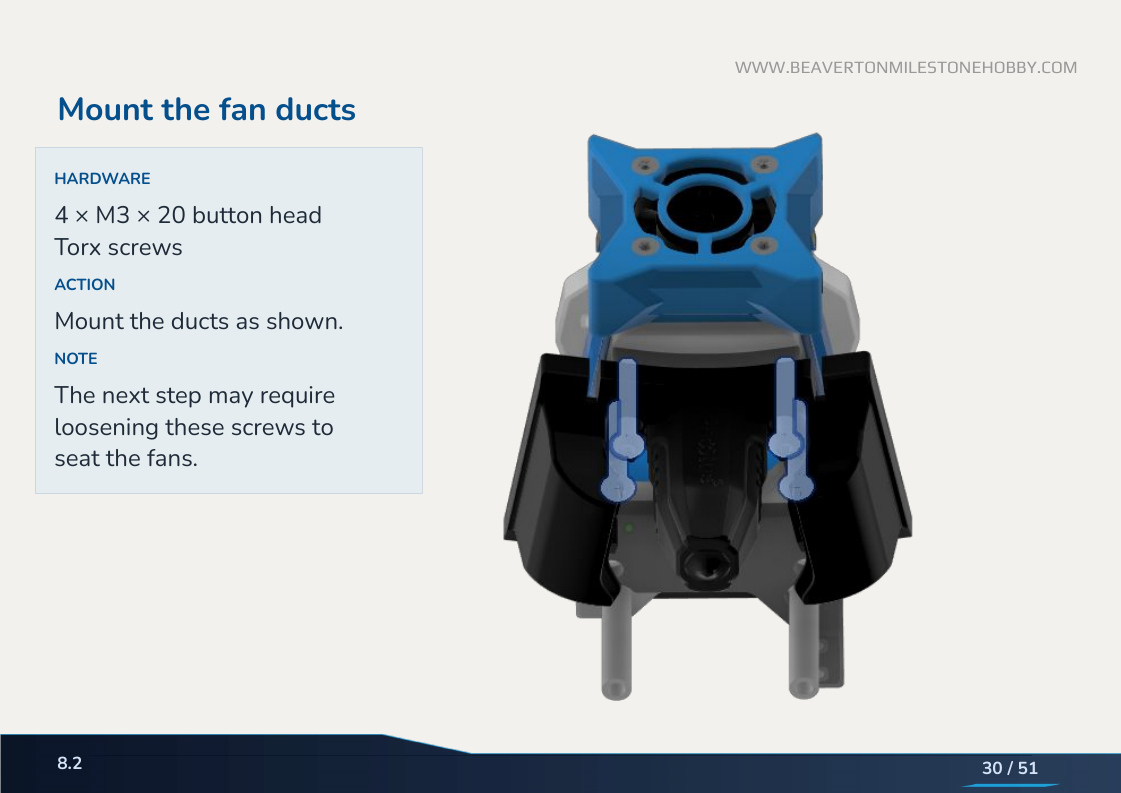 WWW.BEAVERTONMILESTONEHOBBY.COM
Mount the fan ducts
HARDWARE
4 × M3 × 20 button head
Torx screws
ACTION
Mount the ducts as shown.
NOTE
The next step may require
loosening these screws to
seat the fans.
8.2
30 / 51